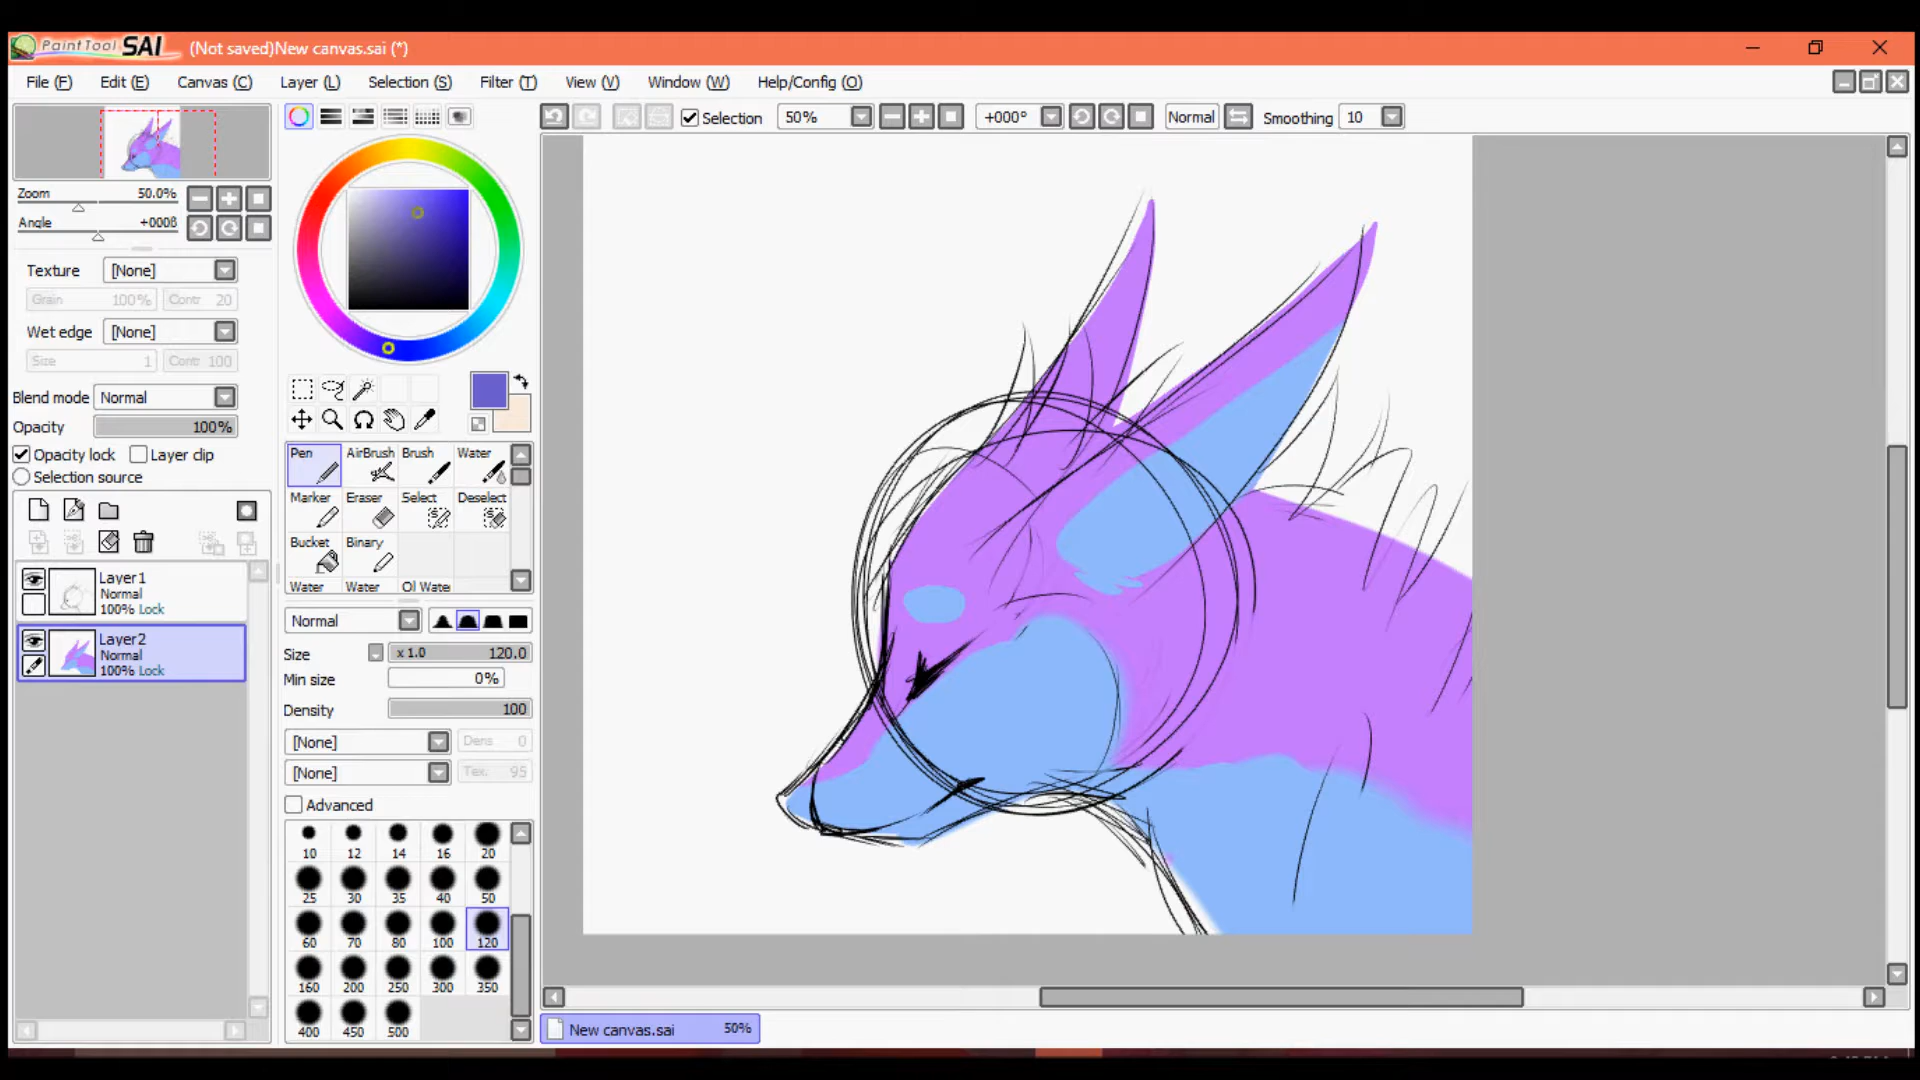 PaintTool SAI (Not saved)New canvas.sai (*)
File (F) Edit (E) Canvas (C) Layer (L) Selection (S) Filter (T) View (V) Window (W) Help/Config (O)
Selection 50% +000° Normal Smoothing 10
Zoom 50.0%
Angle +000ß
Texture [None]
Grain 100% Contr 20
Wet edge [None]
Size 1 Contr 100
Blend mode Normal
Opacity 100%
Opacity lock Layer clip
Selection source
Layer1
Normal
100% Lock
Layer2
Normal
100% Lock
Pen AirBrush Brush Water
Marker Eraser Select Deselect
Bucket Binary
Water Water Ol Wate
Normal
Size x 1.0 120.0
Min size 0%
Density 100
[None] Dens 0
[None] Tex. 95
Advanced
10 12 14 16 20
25 30 35 40 50
60 70 80 100 120
160 200 250 300 350
400 450 500
New canvas.sai 50%